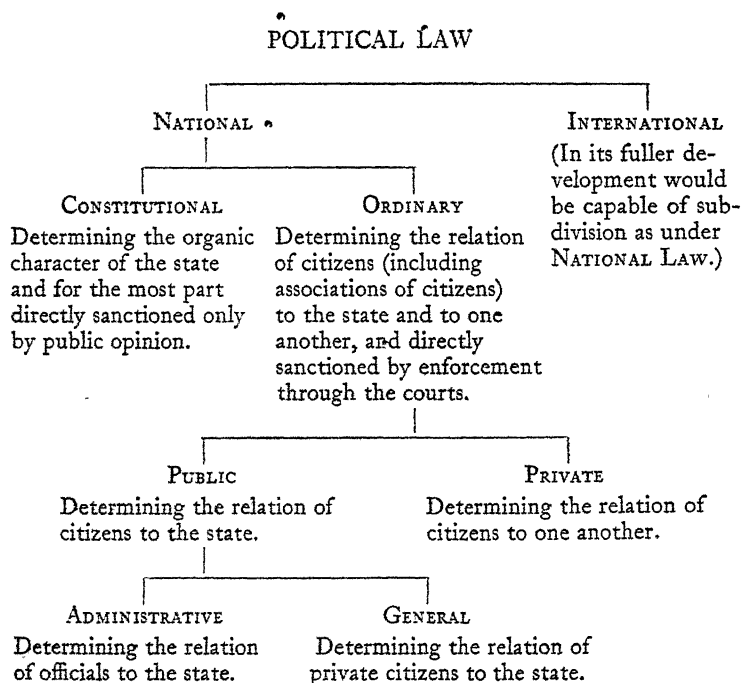 POLITICAL LAW
NATIONAL
INTERNATIONAL
(In its fuller de-
velopment would
be capable of sub-
division as under
NATIONAL LAW.)
CONSTITUTIONAL
Determining the organic
character of the state
and for the most part
directly sanctioned only
by public opinion.
ORDINARY
Determining the relation
of citizens (including
associations of citizens)
to the state and to one
another, and directly
sanctioned by enforcement
through the courts.
PUBLIC
Determining the relation of
citizens to the state.
PRIVATE
Determining the relation of
citizens to one another.
ADMINISTRATIVE
Determining the relation
of officials to the state.
GENERAL
Determining the relation of
private citizens to the state.